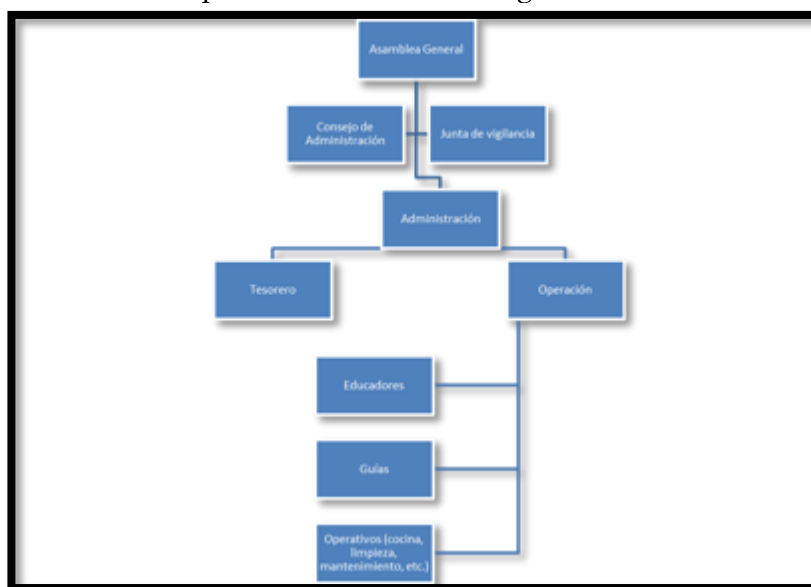 Asamblea General
Consejo de
Administración
Junta de vigilancia
Administración
Tesorero
Operación
Educadores
Guías
Operativos (cocina,
limpieza,
mantenimiento, etc.)